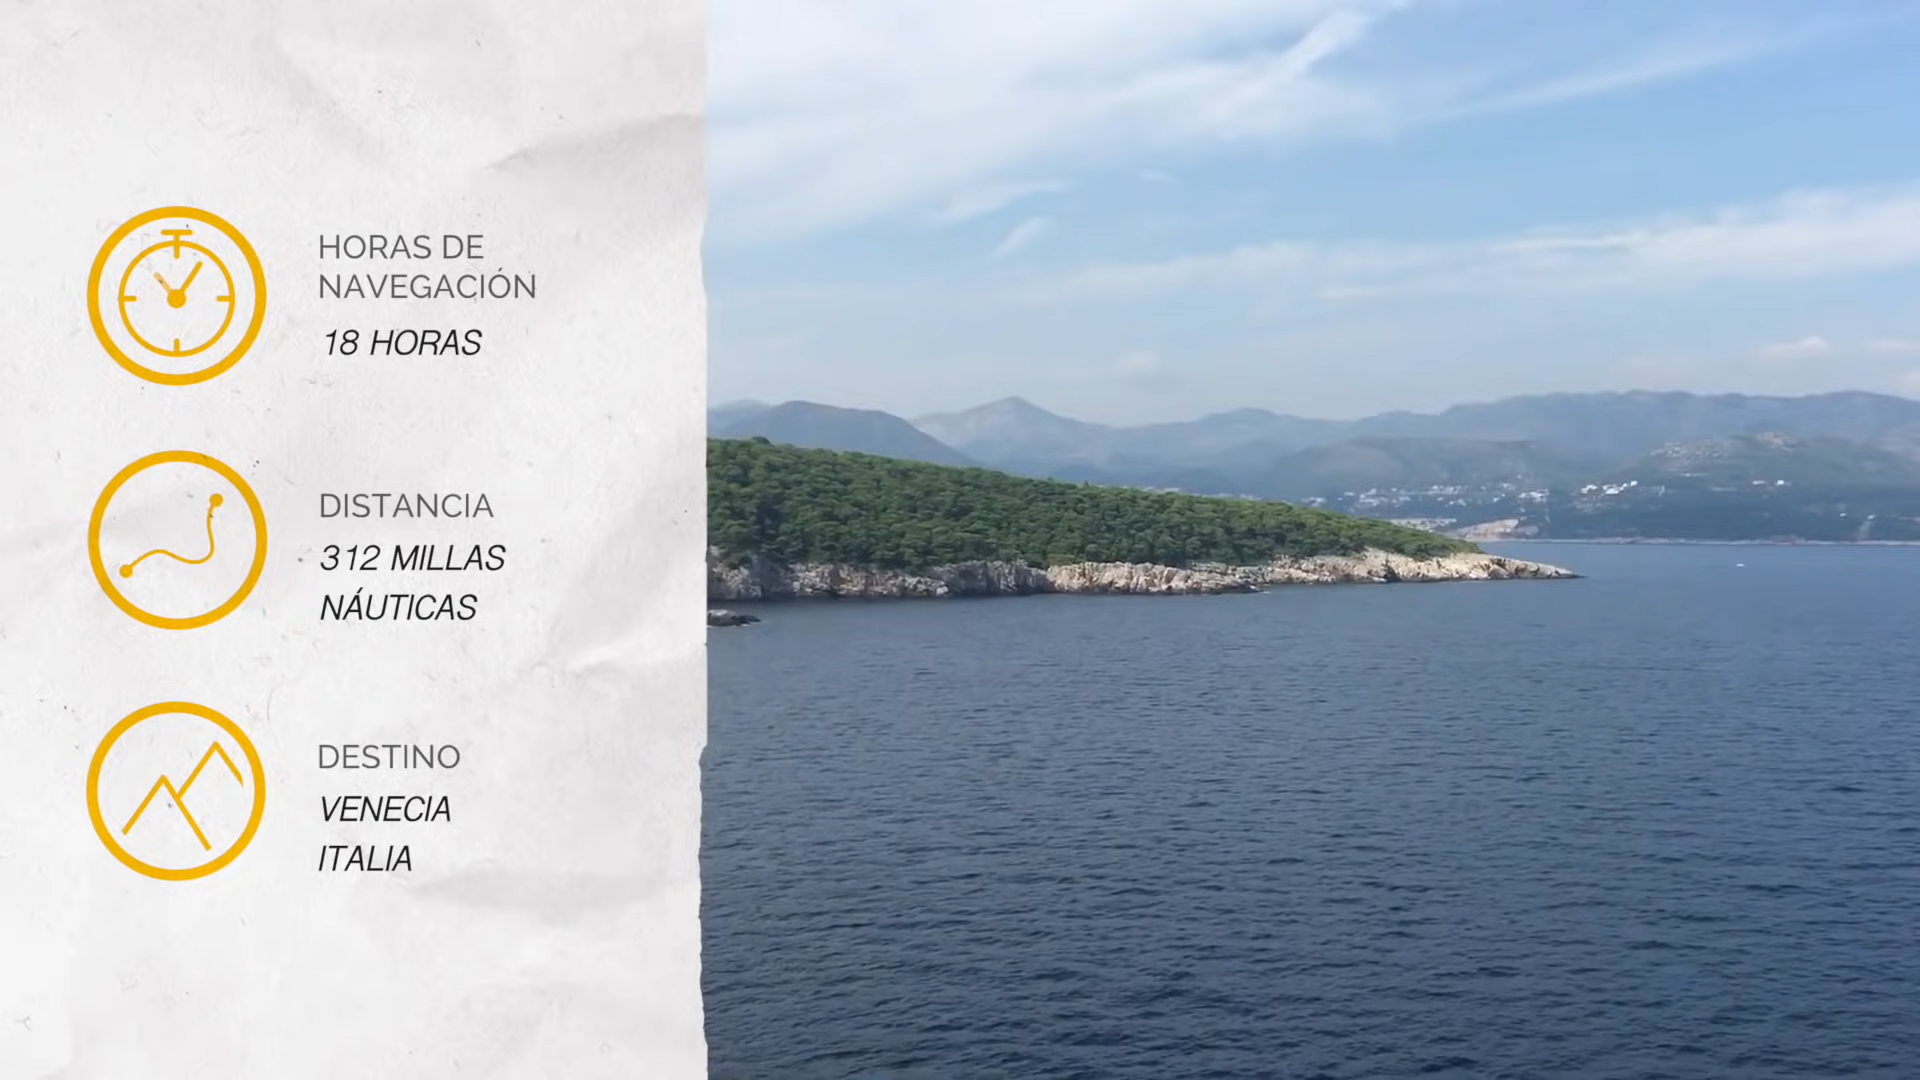 HORAS DE
NAVEGACIÓN
18 HORAS
DISTANCIA
312 MILLAS
NÁUTICAS
DESTINO
VENECIA
ITALIA